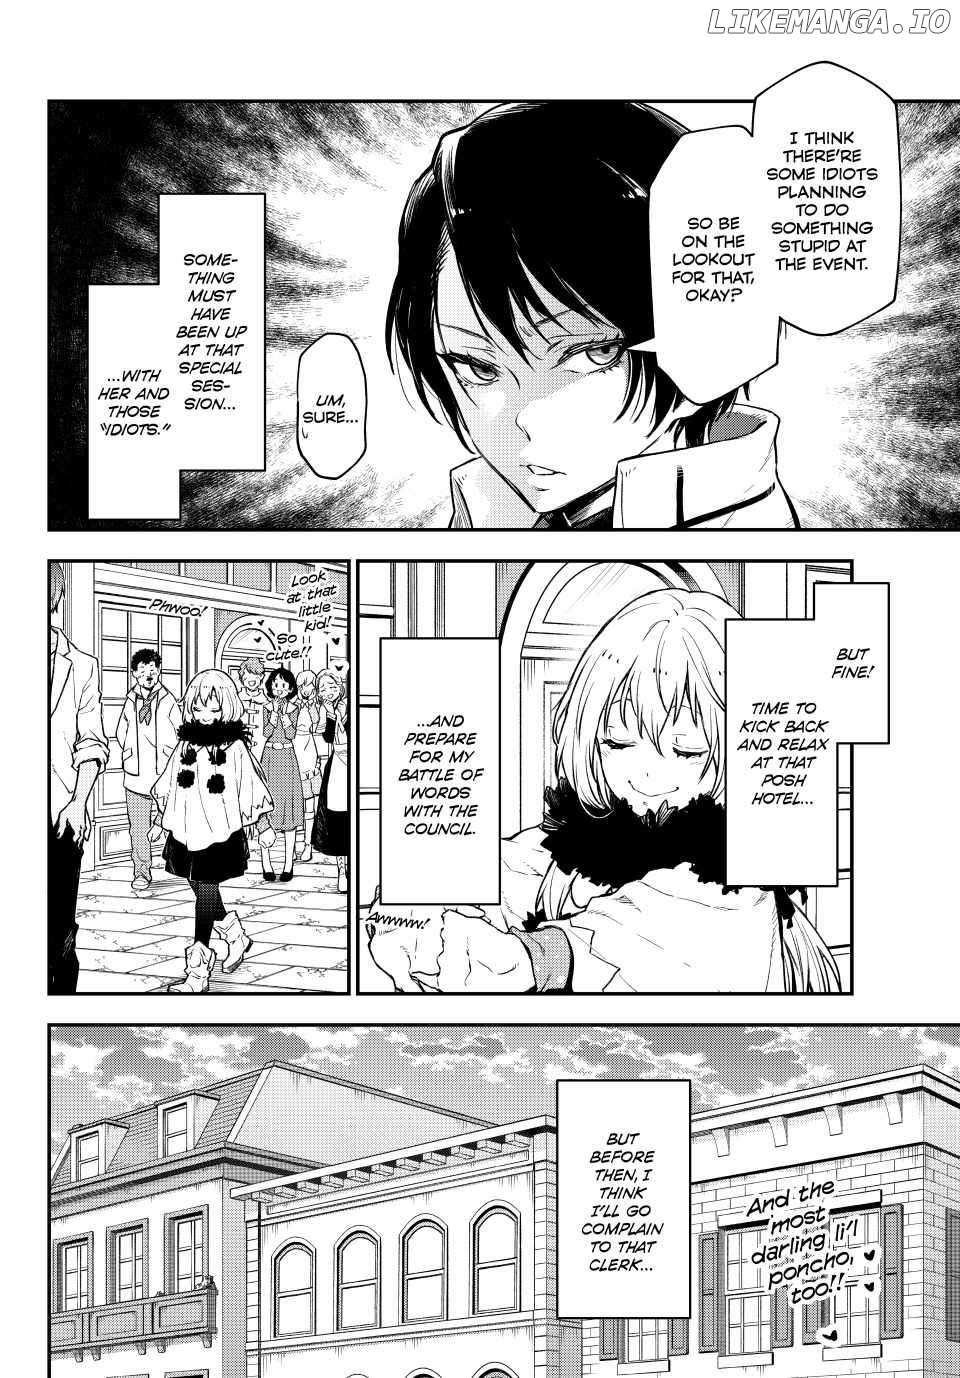 LIKEMANGA.IO
I THINK
THERE'RE
SOME IDIOTS
PLANNING
TO DO
SOMETHING
STUPID AT
THE EVENT.
SO BE
ON THE
LOOKOUT
FOR THAT,
OKAY?
UM,
SURE...
SOME-
THING
MUST
HAVE
BEEN UP
AT THAT
SPECIAL
SES-
SION...
...WITH
HER AND
THOSE
"IDIOTS."
BUT
FINE!
TIME TO
KICK BACK
AND RELAX
AT THAT
POSH
HOTEL...
...AND
PREPARE
FOR MY
BATTLE OF
WORDS
WITH THE
COUNCIL.
Awwww!
Look
at that
little
kid!
So
cute!!
Phwoo!
BUT
BEFORE
THEN, I
THINK
I'LL GO
COMPLAIN
TO THAT
CLERK...
And the
most
darling li'l
poncho,
too!!